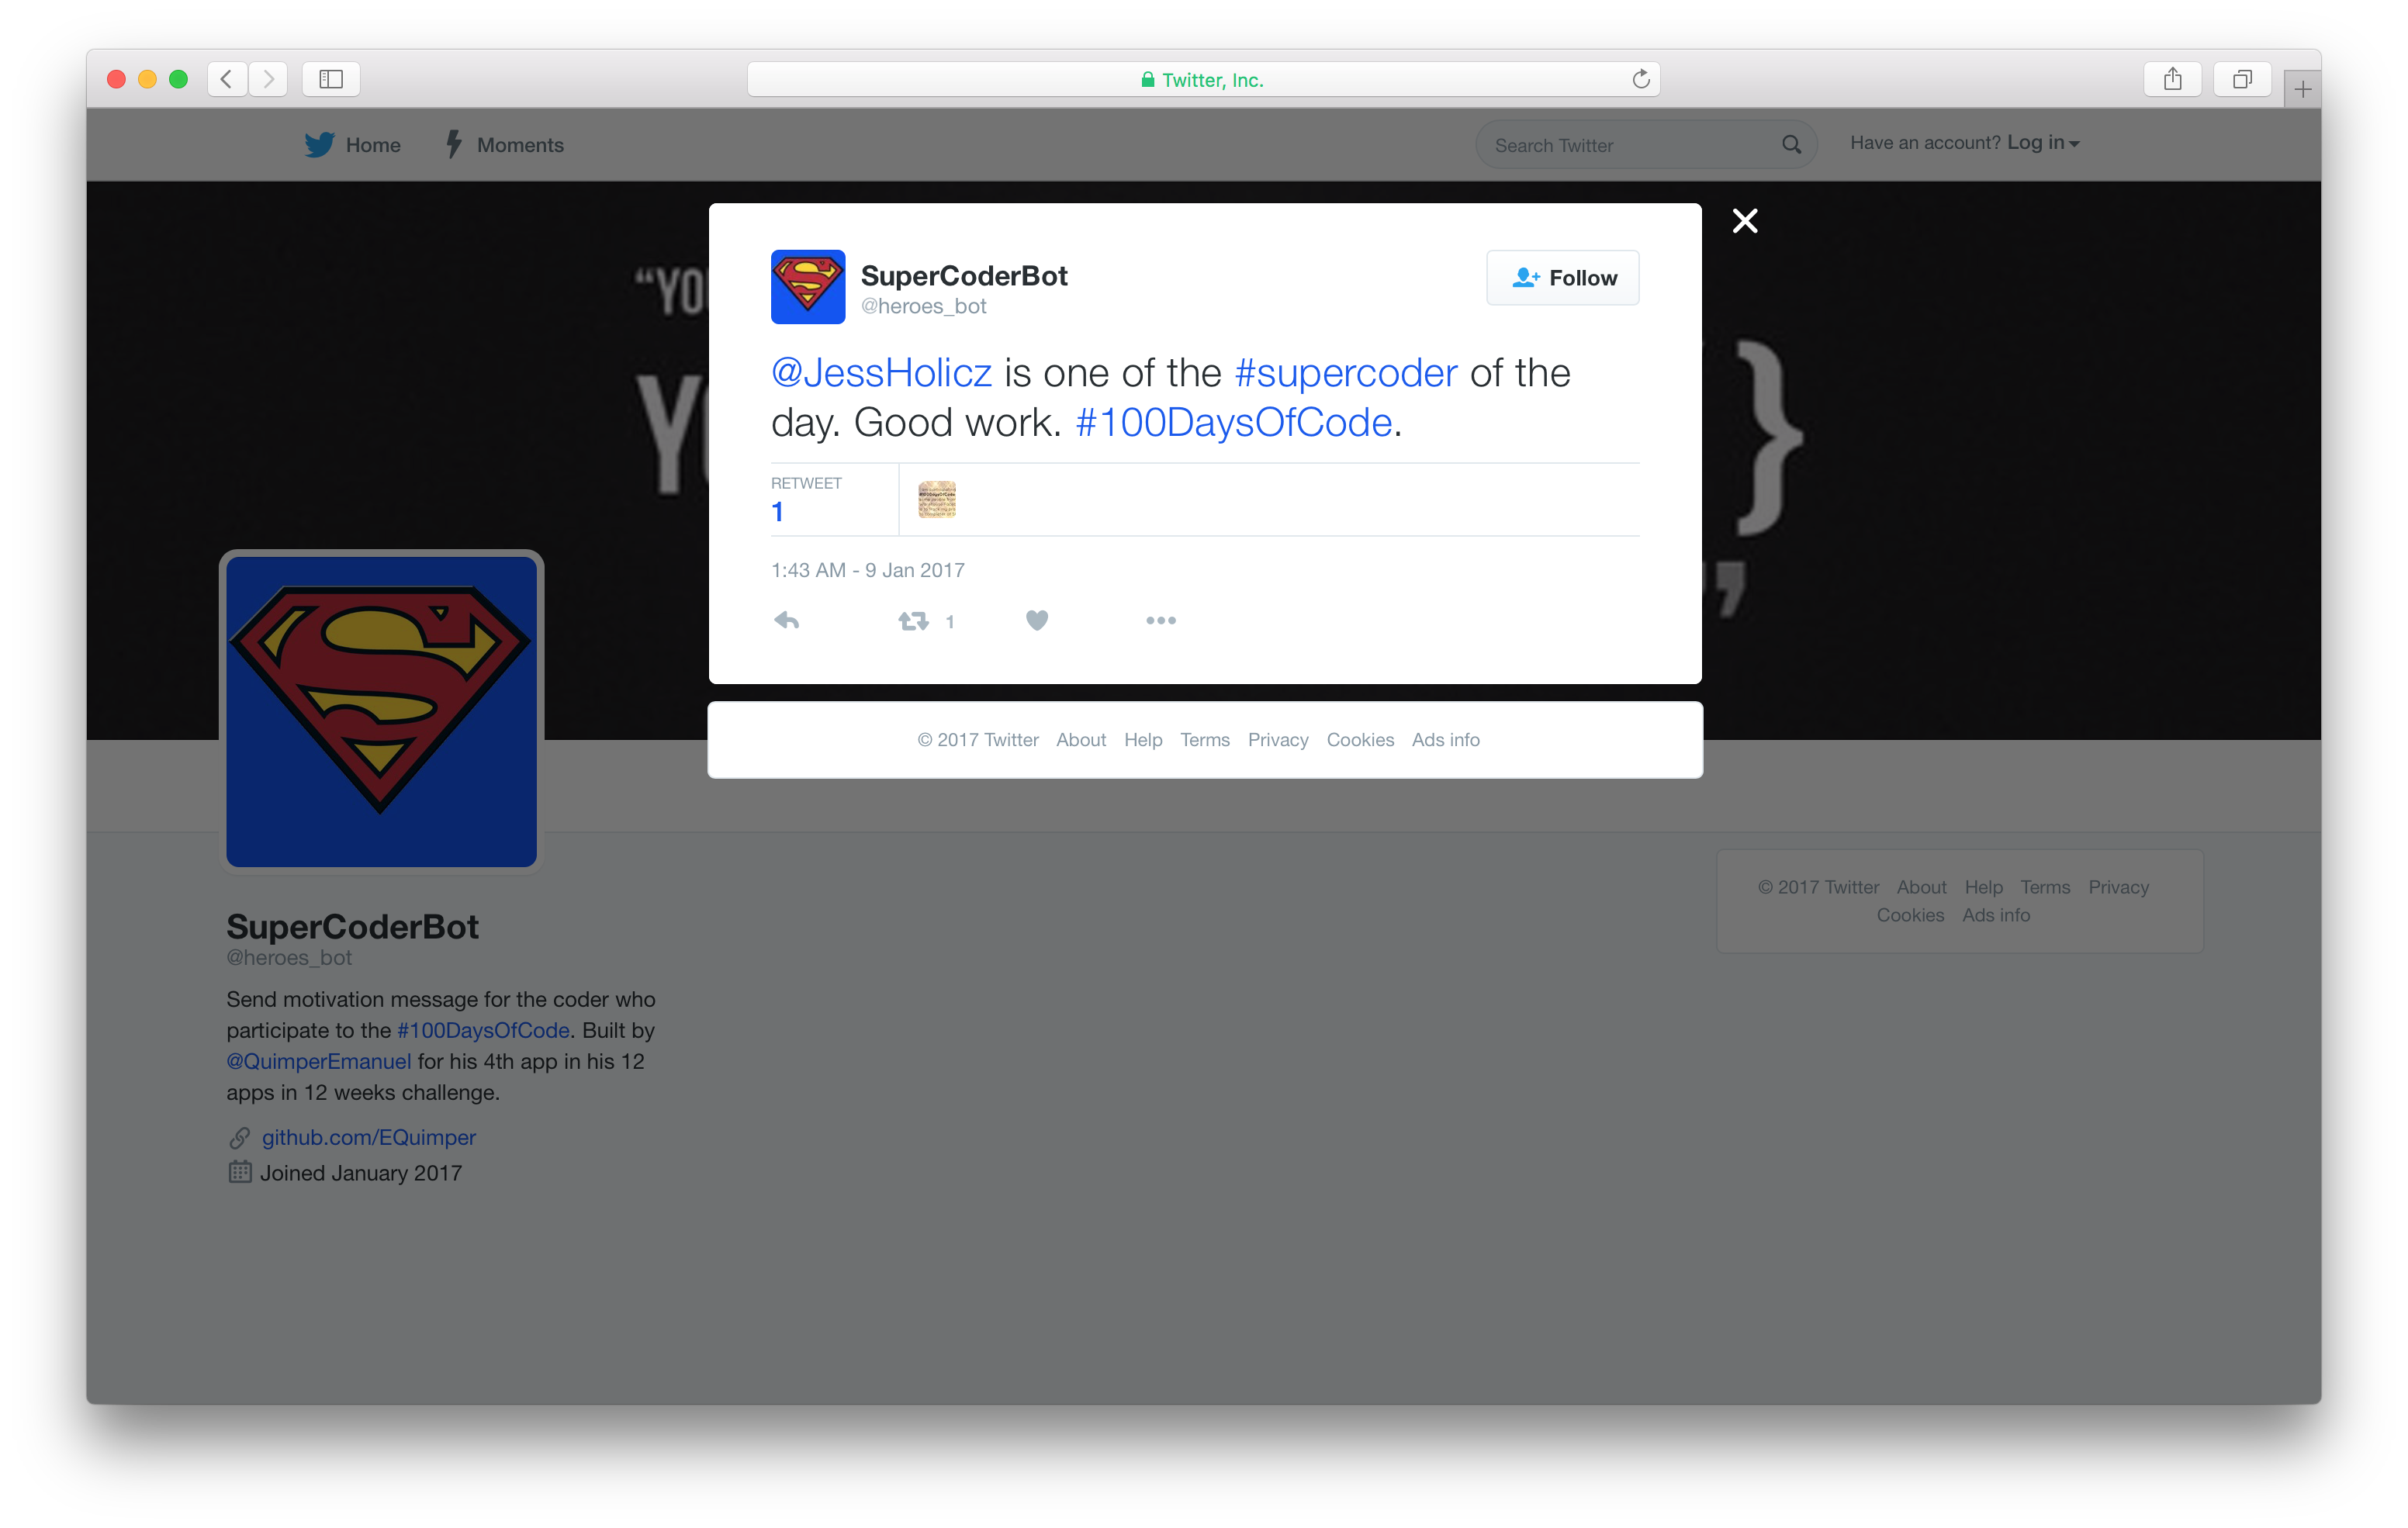 Twitter, Inc.
Home Moments Search Twitter Have an account? Log in
“YO
Y
}
”
SuperCoderBot
@heroes_bot
Follow
@JessHolicz is one of the #supercoder of the
day. Good work. #100DaysOfCode.
RETWEET
1
1:43 AM - 9 Jan 2017
1
© 2017 Twitter About Help Terms Privacy Cookies Ads info
SuperCoderBot
@heroes_bot
Send motivation message for the coder who
participate to the #100DaysOfCode. Built by
@QuimperEmanuel for his 4th app in his 12
apps in 12 weeks challenge.
github.com/EQuimper
Joined January 2017
© 2017 Twitter About Help Terms Privacy
Cookies Ads info